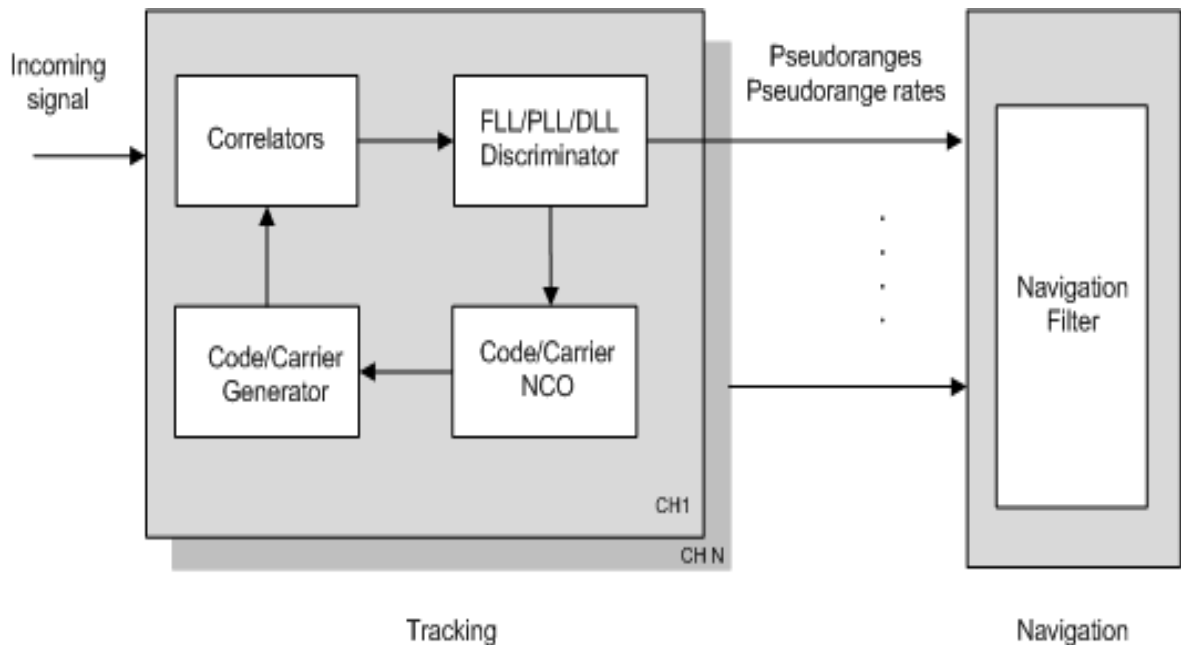 Incoming
signal
Correlators
FLL/PLL/DLL
Discriminator
Code/Carrier
Generator
Code/Carrier
NCO
CH1
CH N
Tracking
Pseudoranges
Pseudorange rates
Navigation
Filter
Navigation